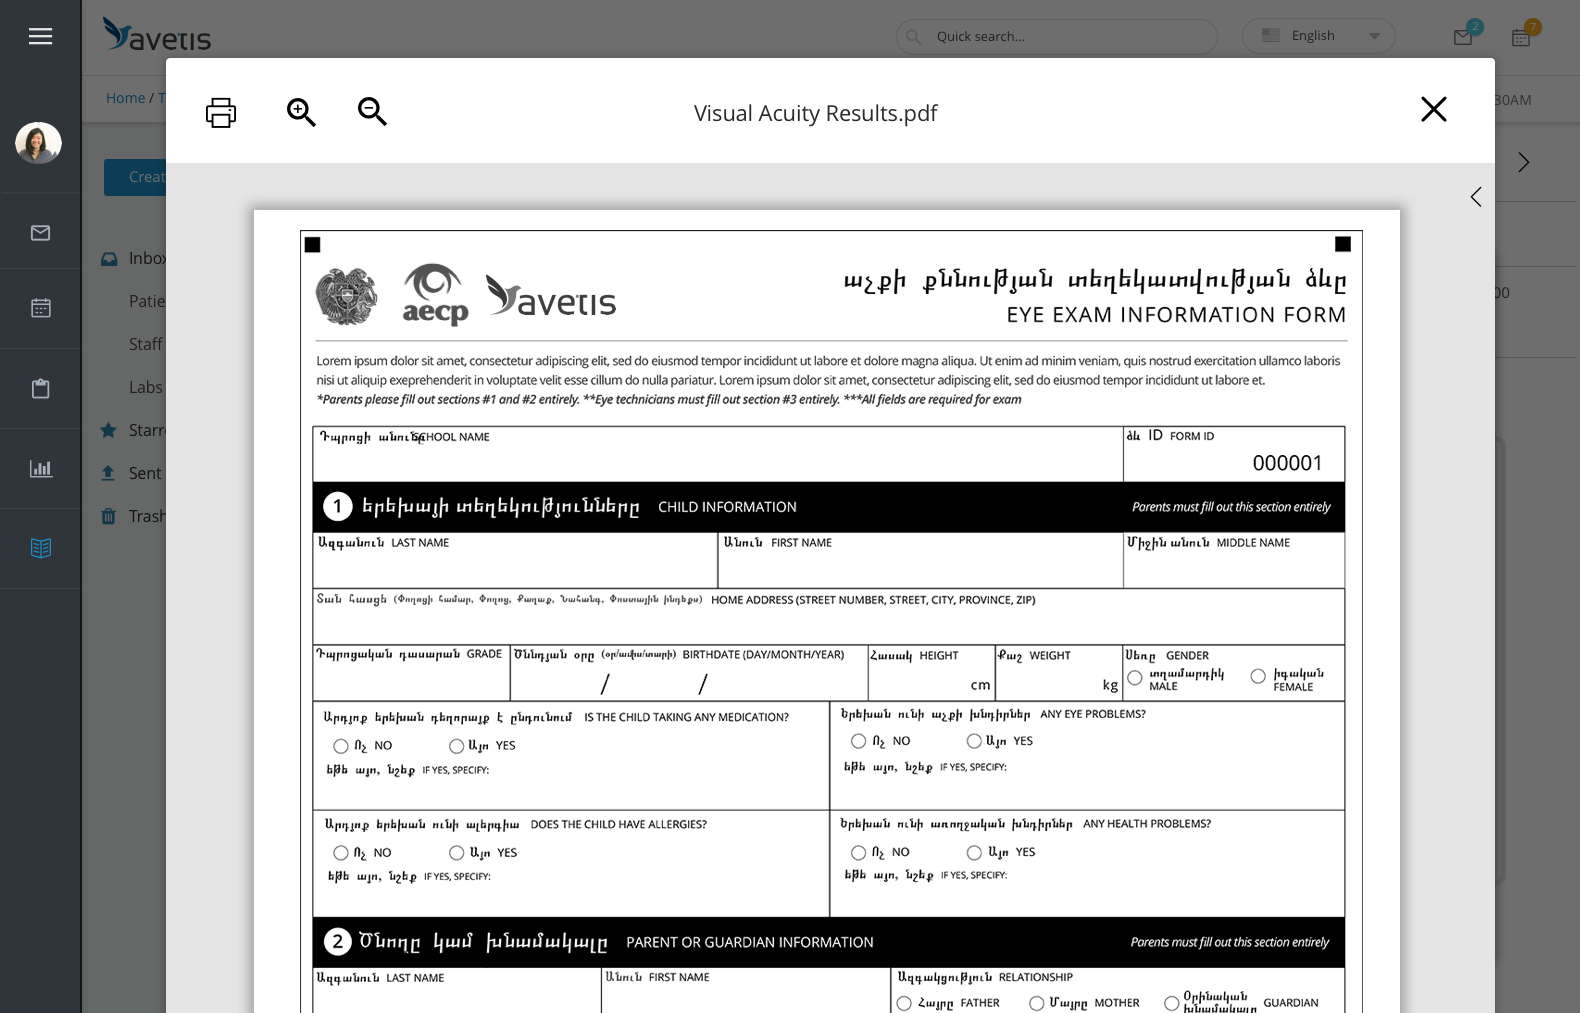 avetis
Quick search...
English
2
7
Home / T
30AM
Visual Acuity Results.pdf
Creat
Inbox
Patie
Staff
Labs
Starr
Sent
Trash
00
aecp
avetis
աչքի քննության տեղեկատվության ձևը
EYE EXAM INFORMATION FORM
Lorem ipsum dolor sit amet, consectetur adipiscing elit, sed do eiusmod tempor incididunt ut labore et dolore magna aliqua. Ut enim ad minim veniam, quis nostrud exercitation ullamco laboris
nisi ut aliquip exeprehenderit in voluptate velit esse cillum do nulla pariatur. Lorem ipsum dolor sit amet, consectetur adipiscing elit, sed do eiusmod tempor incididunt ut labore et.
*Parents please fill out sections #1 and #2 entirely. **Eye technicians must fill out section #3 entirely. ***All fields are required for exam
Դպրոցի անունը SCHOOL NAME
ձև ID FORM ID
000001
1 երեխայի տեղեկությունները CHILD INFORMATION
Parents must fill out this section entirely
Ազգանուն LAST NAME
Անուն FIRST NAME
Միջին անուն MIDDLE NAME
Տան հասցե (Փողոցի համար, Փողոց, Քաղաք, Նահանգ, Փոստային ինդեքս) HOME ADDRESS (STREET NUMBER, STREET, CITY, PROVINCE, ZIP)
Դպրոցական դասարան GRADE
Ծննդյան օրը (օր/ամիս/տարի) BIRTHDATE (DAY/MONTH/YEAR)
/ /
Հասակ HEIGHT
cm
Քաշ WEIGHT
kg
Սեռը GENDER
տղամարդիկ
MALE
իգական
FEMALE
Արդյոք երեխան դեղորայք է ընդունում IS THE CHILD TAKING ANY MEDICATION?
Ոչ NO
Այո YES
եթե այո, նշեք IF YES, SPECIFY:
Երեխան ունի աչքի խնդիրներ ANY EYE PROBLEMS?
Ոչ NO
Այո YES
եթե այո, նշեք IF YES, SPECIFY:
Արդյոք երեխան ունի ալերգիա DOES THE CHILD HAVE ALLERGIES?
Ոչ NO
Այո YES
եթե այո, նշեք IF YES, SPECIFY:
Երեխան ունի առողջական խնդիրներ ANY HEALTH PROBLEMS?
Ոչ NO
Այո YES
եթե այո, նշեք IF YES, SPECIFY:
2 Ծնողը կամ խնամակալը PARENT OR GUARDIAN INFORMATION
Parents must fill out this section entirely
Ազգանուն LAST NAME
Անուն FIRST NAME
Ազգակցություն RELATIONSHIP
Հայրը FATHER
Մայրը MOTHER
Օրինական
խնամակալը GUARDIAN